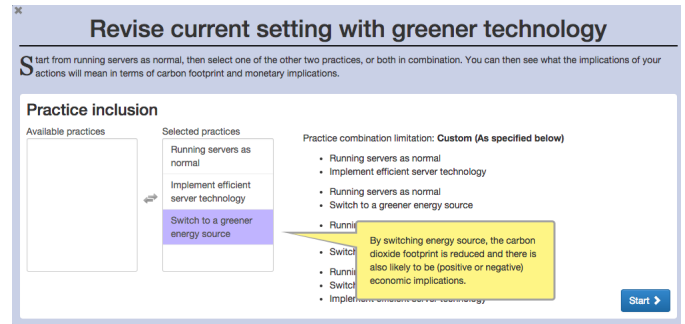 Revise current setting with greener technology
Start from running servers as normal, then select one of the other two practices, or both in combination. You can then see what the implications of your
actions will mean in terms of carbon footprint and monetary implications.
Practice inclusion
Available practices
Selected practices
Running servers as
normal
Implement efficient
server technology
Switch to a greener
energy source
Practice combination limitation: Custom (As specified below)
• Running servers as normal
• Implement efficient server technology
• Running servers as normal
• Switch to a greener energy source
By switching energy source, the carbon
dioxide footprint is reduced and there is
also likely to be (positive or negative)
economic implications.
Start